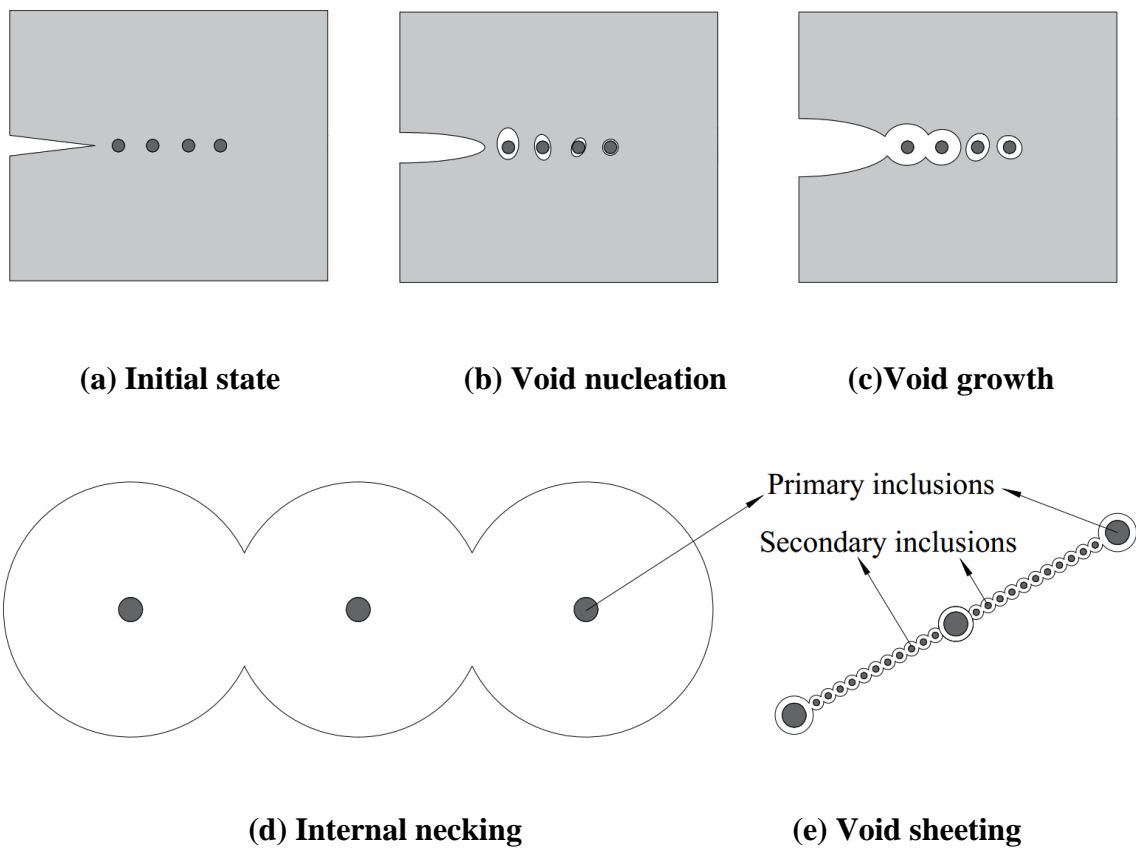 (a) Initial state
(b) Void nucleation
(c)Void growth
Primary inclusions
Secondary inclusions
(d) Internal necking
(e) Void sheeting